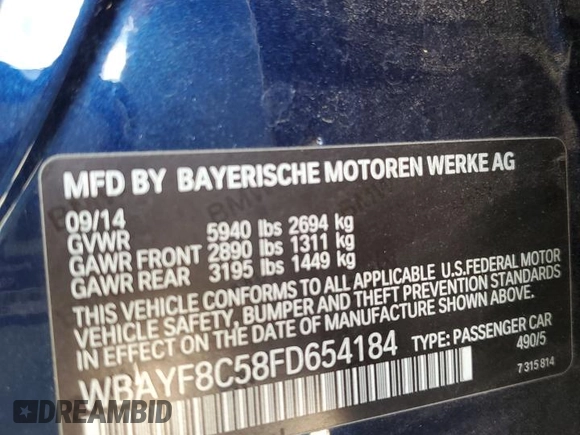 MFD BY BAYERISCHE MOTOREN WERKE AG
09/14
GVWR 5940 lbs 2694 kg
GAWR FRONT 2890 lbs 1311 kg
GAWR REAR 3195 lbs 1449 kg
THIS VEHICLE CONFORMS TO ALL APPLICABLE U.S.FEDERAL MOTOR
VEHICLE SAFETY, BUMPER AND THEFT PREVENTION STANDARDS
IN EFFECT ON THE DATE OF MANUFACTURE SHOWN ABOVE.
WBAYF8C58FD654184 TYPE: PASSENGER CAR
490/5
7 315 814
DREAMBID